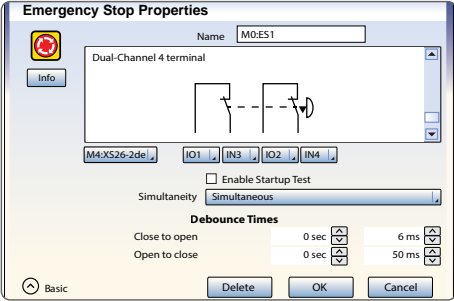 Emergency Stop Properties
Name M0:ES1
Info
Dual-Channel 4 terminal
M4:XS26-2de IO1 IN3 IO2 IN4
Enable Startup Test
Simultaneity Simultaneous
Debounce Times
Close to open 0 sec 6 ms
Open to close 0 sec 50 ms
Basic Delete OK Cancel